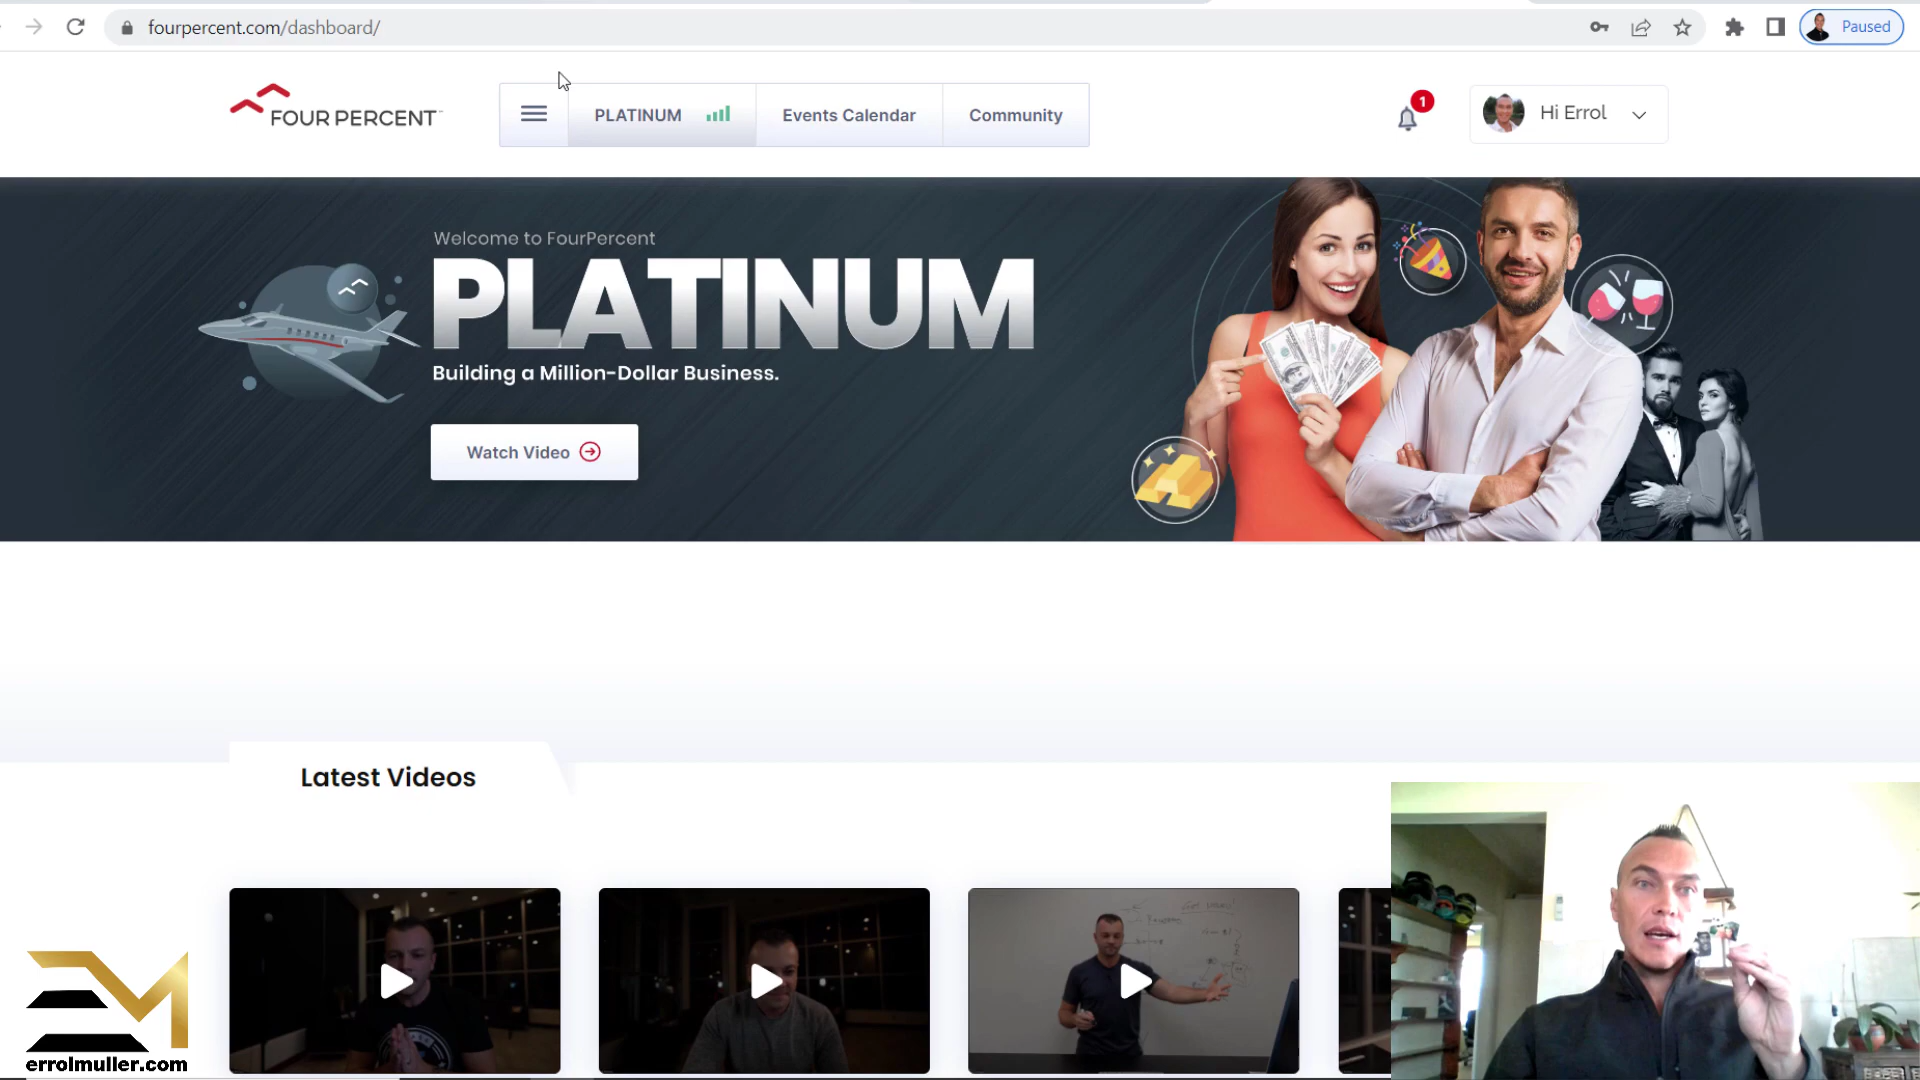 fourpercent.com/dashboard/
Paused
FOUR PERCENT
PLATINUM
Events Calendar
Community
1
Hi Errol
Welcome to FourPercent
PLATINUM
Building a Million-Dollar Business.
Watch Video
Latest Videos
EM
errolmuller.com